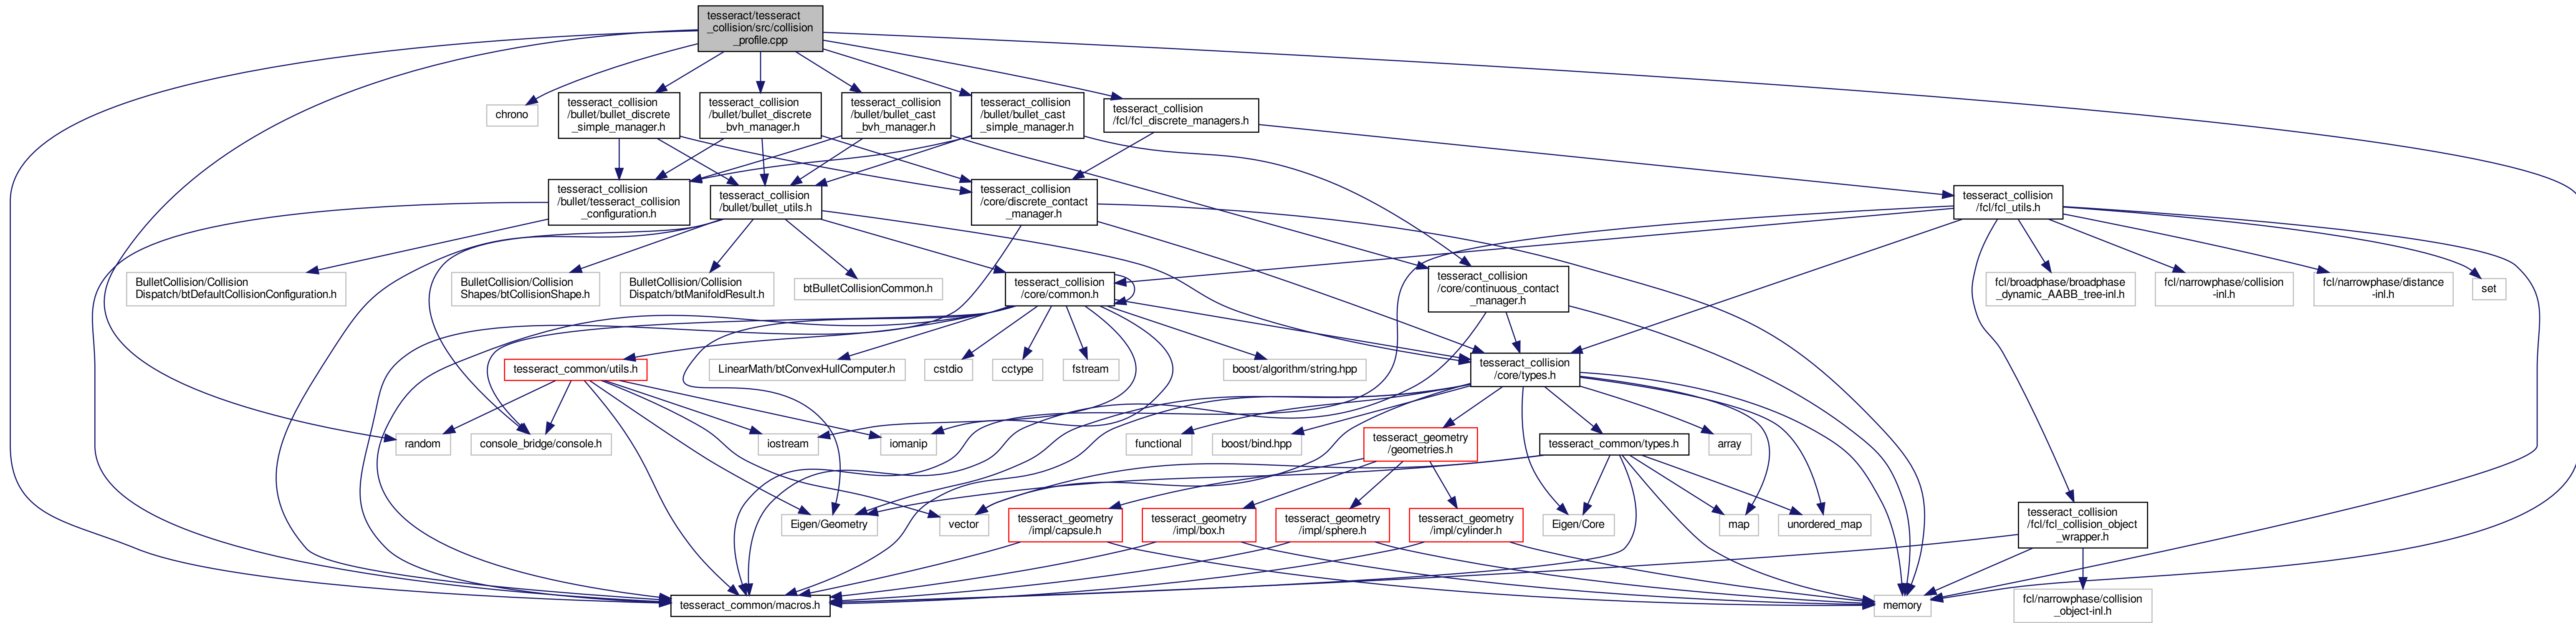 tesseract/tesseract
_collision/src/collision
_profile.cpp
chrono
tesseract_collision
/bullet/bullet_discrete
_simple_manager.h
tesseract_collision
/bullet/bullet_discrete
_bvh_manager.h
tesseract_collision
/bullet/bullet_cast
_bvh_manager.h
tesseract_collision
/bullet/bullet_cast
_simple_manager.h
tesseract_collision
/fcl/fcl_discrete_managers.h
tesseract_collision
/bullet/tesseract_collision
_configuration.h
tesseract_collision
/bullet/bullet_utils.h
tesseract_collision
/core/discrete_contact
_manager.h
tesseract_collision
/fcl/fcl_utils.h
BulletCollision/Collision
Dispatch/btDefaultCollisionConfiguration.h
BulletCollision/Collision
Shapes/btCollisionShape.h
BulletCollision/Collision
Dispatch/btManifoldResult.h
btBulletCollisionCommon.h
tesseract_collision
/core/common.h
tesseract_collision
/core/continuous_contact
_manager.h
fcl/broadphase/broadphase
_dynamic_AABB_tree-inl.h
fcl/narrowphase/collision
-inl.h
fcl/narrowphase/distance
-inl.h
set
tesseract_common/utils.h
LinearMath/btConvexHullComputer.h
cstdio
cctype
fstream
boost/algorithm/string.hpp
tesseract_collision
/core/types.h
random
console_bridge/console.h
iostream
iomanip
functional
boost/bind.hpp
tesseract_geometry
/geometries.h
tesseract_common/types.h
array
Eigen/Geometry
vector
tesseract_geometry
/impl/capsule.h
tesseract_geometry
/impl/box.h
tesseract_geometry
/impl/sphere.h
tesseract_geometry
/impl/cylinder.h
Eigen/Core
map
unordered_map
tesseract_collision
/fcl/fcl_collision_object
_wrapper.h
tesseract_common/macros.h
memory
fcl/narrowphase/collision
_object-inl.h